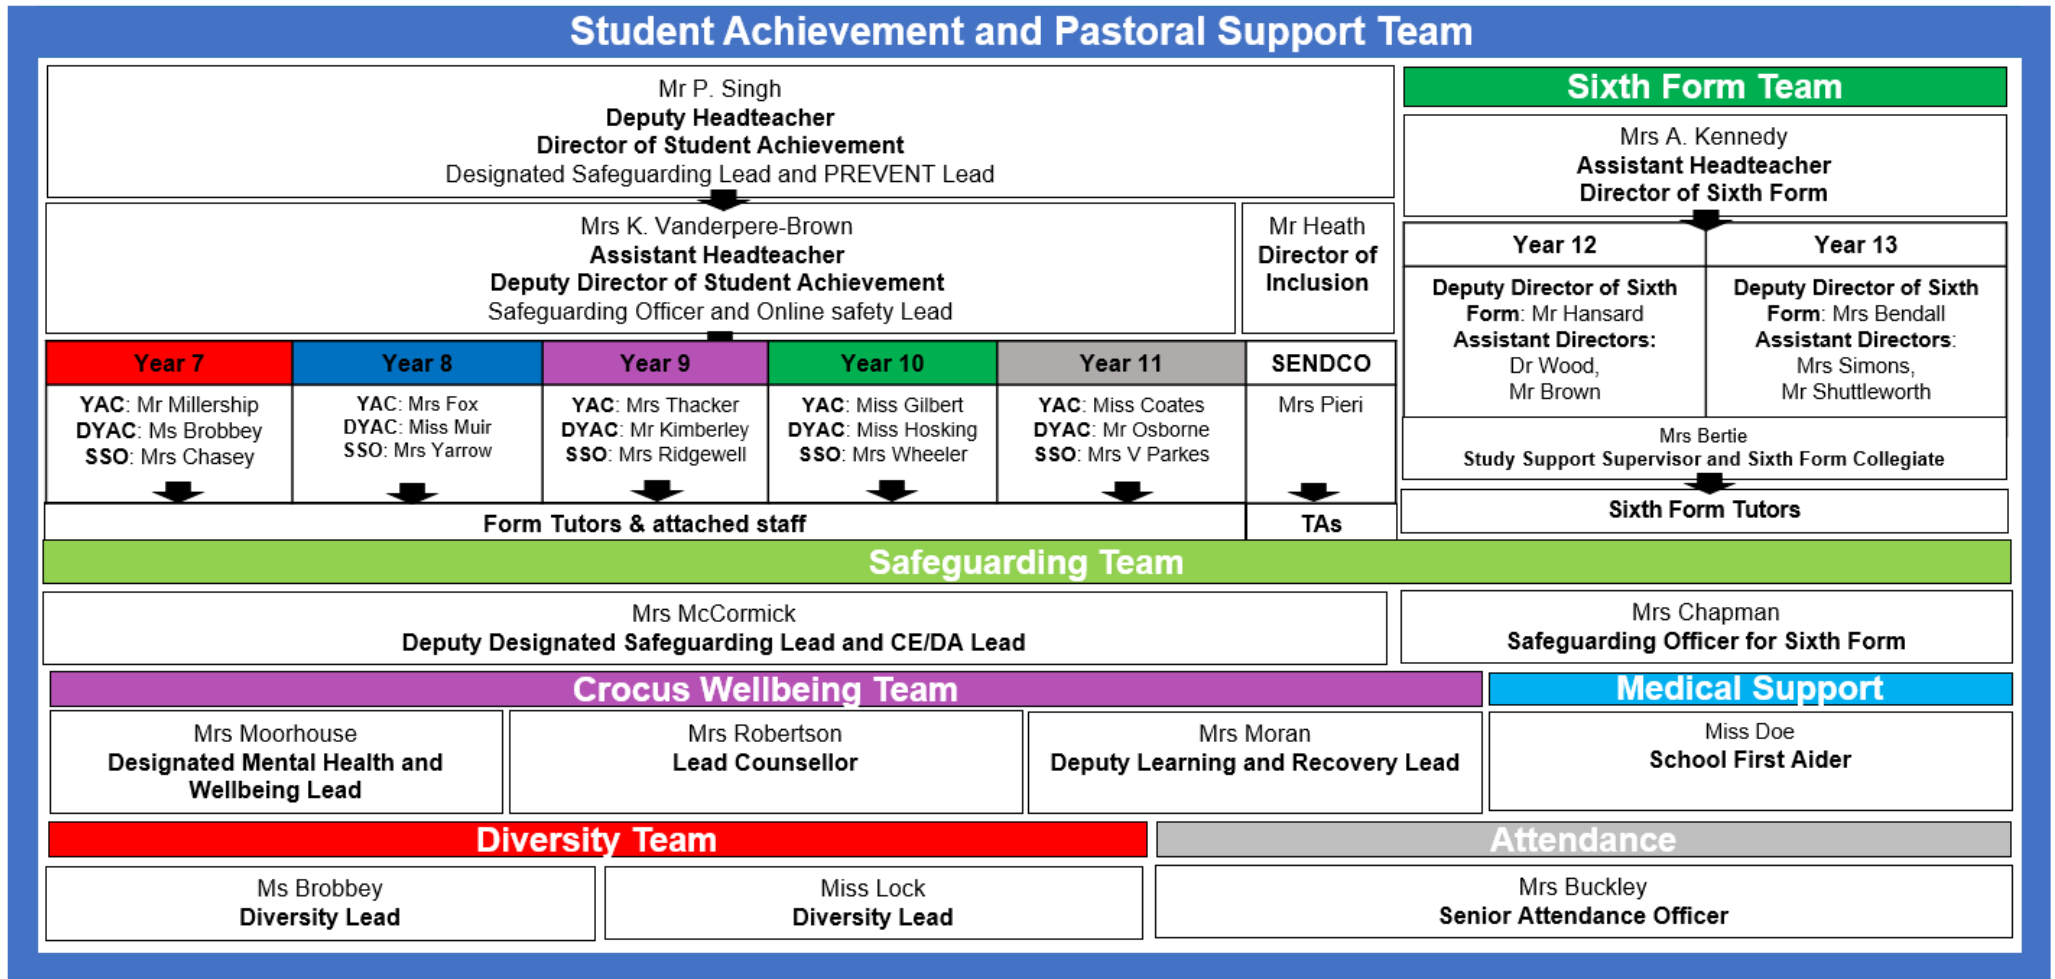 Student Achievement and Pastoral Support Team
Mr P. Singh
Deputy Headteacher
Director of Student Achievement
Designated Safeguarding Lead and PREVENT Lead
Mrs K. Vanderpere-Brown
Assistant Headteacher
Deputy Director of Student Achievement
Safeguarding Officer and Online safety Lead
Mr Heath
Director of
Inclusion
Year 7
YAC: Mr Millership
DYAC: Ms Brobbey
SSO: Mrs Chasey
Year 8
YAC: Mrs Fox
DYAC: Miss Muir
SSO: Mrs Yarrow
Year 9
YAC: Mrs Thacker
DYAC: Mr Kimberley
SSO: Mrs Ridgewell
Year 10
YAC: Miss Gilbert
DYAC: Miss Hosking
SSO: Mrs Wheeler
Year 11
YAC: Miss Coates
DYAC: Mr Osborne
SSO: Mrs V Parkes
SENDCO
Mrs Pieri
Form Tutors & attached staff
TAs
Sixth Form Team
Mrs A. Kennedy
Assistant Headteacher
Director of Sixth Form
Year 12
Deputy Director of Sixth
Form: Mr Hansard
Assistant Directors:
Dr Wood,
Mr Brown
Year 13
Deputy Director of Sixth
Form: Mrs Bendall
Assistant Directors:
Mrs Simons,
Mr Shuttleworth
Mrs Bertie
Study Support Supervisor and Sixth Form Collegiate
Sixth Form Tutors
Safeguarding Team
Mrs McCormick
Deputy Designated Safeguarding Lead and CE/DA Lead
Mrs Chapman
Safeguarding Officer for Sixth Form
Crocus Wellbeing Team
Mrs Moorhouse
Designated Mental Health and
Wellbeing Lead
Mrs Robertson
Lead Counsellor
Mrs Moran
Deputy Learning and Recovery Lead
Medical Support
Miss Doe
School First Aider
Diversity Team
Ms Brobbey
Diversity Lead
Miss Lock
Diversity Lead
Attendance
Mrs Buckley
Senior Attendance Officer